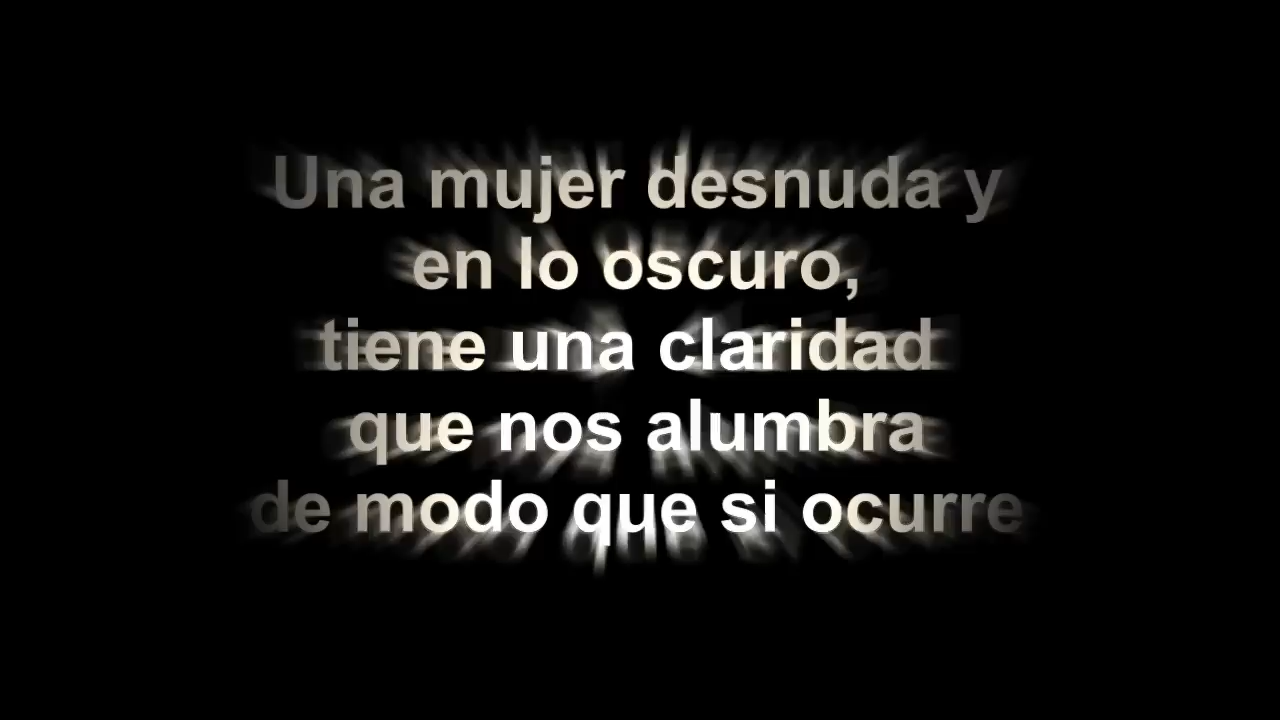 Una mujer desnuda y
en lo oscuro,
tiene una claridad
que nos alumbra
de modo que si ocurre